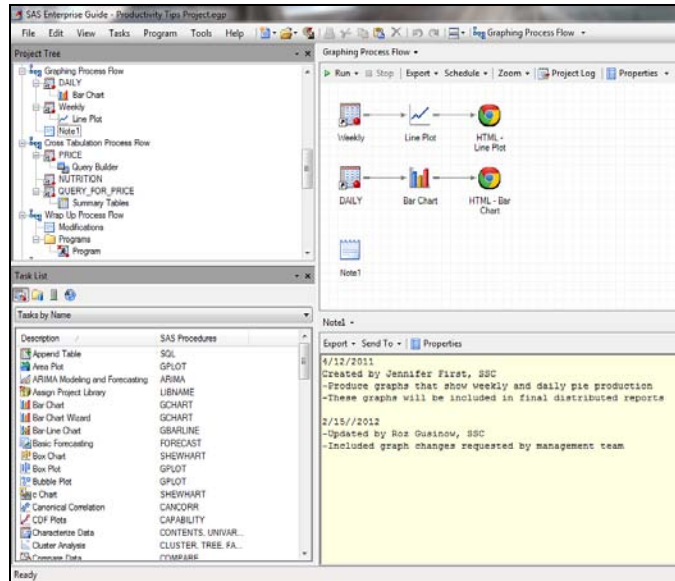 SAS Enterprise Guide - Productivity Tips Project.egp
File Edit View Tasks Program Tools Help Graphing Process Flow
Project Tree
Graphing Process Flow
DAILY
Bar Chart
Weekly
Line Plot
Note1
Cross Tabulation Process Flow
PRICE
Query Builder
NUTRITION
QUERY_FOR_PRICE
Summary Tables
Wrap Up Process Flow
Modifications
Programs
Program
Graphing Process Flow
Run Stop Export Schedule Zoom Project Log Properties
Weekly Line Plot HTML -
Line Plot
DAILY Bar Chart HTML - Bar
Chart
Note1
Task List
Tasks by Name
Description SAS Procedures
Append Table SQL
Area Plot GPLOT
ARIMA Modeling and Forecasting ARIMA
Assign Project Library LIBNAME
Bar Chart GCHART
Bar Chart Wizard GCHART
Bar-Line Chart GBARLINE
Basic Forecasting FORECAST
Box Chart SHEWHART
Box Plot GPLOT
Bubble Plot GPLOT
c Chart SHEWHART
Canonical Correlation CANCORR
CDF Plots CAPABILITY
Characterize Data CONTENTS, UNIVAR...
Cluster Analysis CLUSTER, TREE, FA...
Compare Data COMPARE
Note1
Export Send To Properties
4/12/2011
Created by Jennifer First, SSC
-Produce graphs that show weekly and daily pie production
-These graphs will be included in final distributed reports
2/15//2012
-Updated by Roz Gusinow, SSC
-Included graph changes requested by management team
Ready